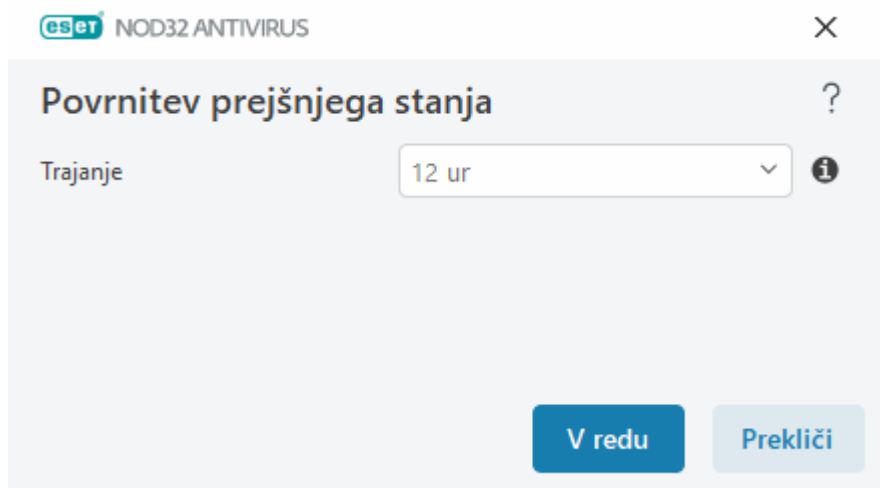 eset NOD32 ANTIVIRUS
Povrnitev prejšnjega stanja
Trajanje
12 ur
V redu
Prekliči